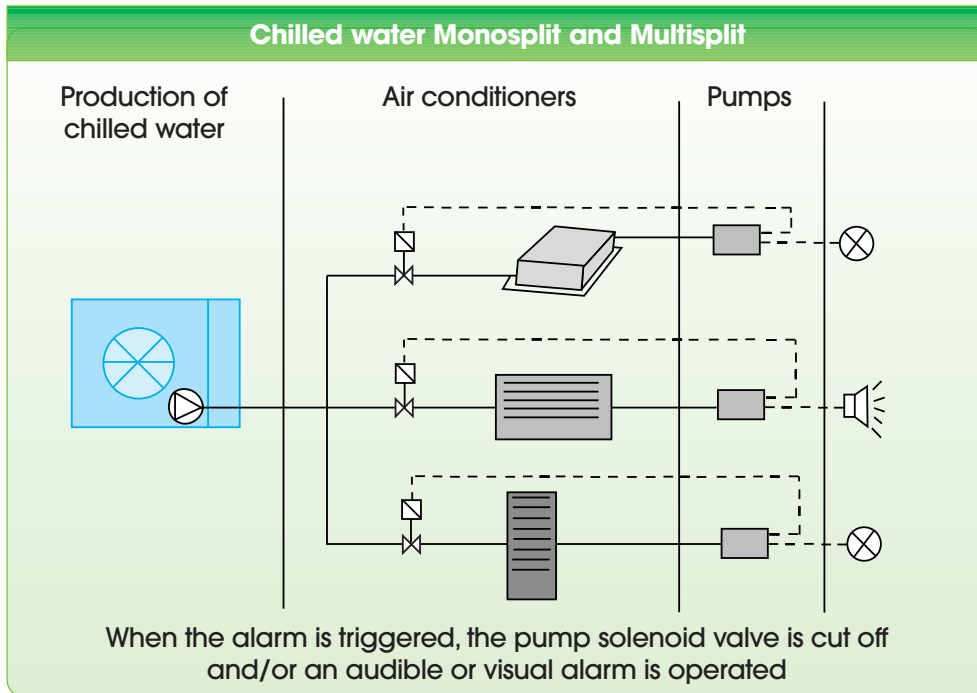 Chilled water Monosplit and Multisplit
Production of
chilled water
Air conditioners
Pumps
When the alarm is triggered, the pump solenoid valve is cut off
and/or an audible or visual alarm is operated